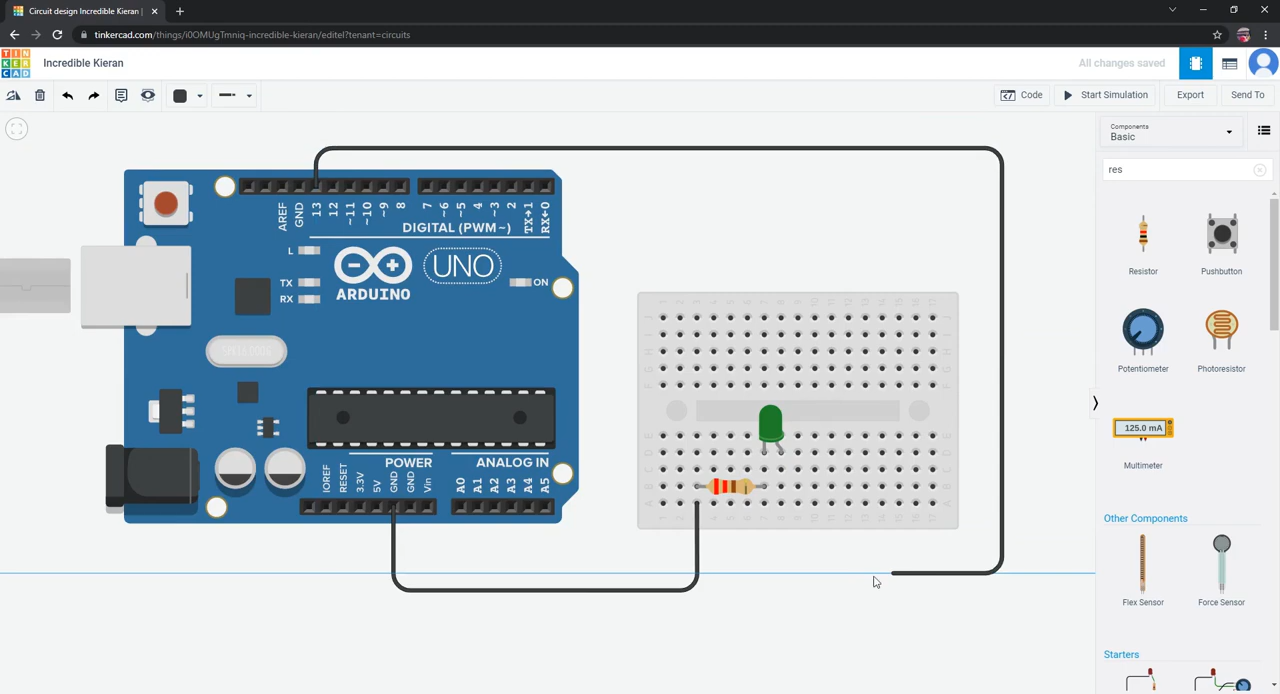 Circuit design Incredible Kieran |
tinkercad.com/things/i0OMUgTmniq-incredible-kieran/editel?tenant=circuits
TIN
KER
CAD
Incredible Kieran
All changes saved
Code
Start Simulation
Export
Send To
Components
Basic
res
Resistor
Pushbutton
Potentiometer
Photoresistor
125.0 mA
Multimeter
Other Components
Flex Sensor
Force Sensor
Starters
AREF
GND
13
12
~11
~10
~9
8
7
~6
~5
4
~3
2
TX→1
RX←0
DIGITAL (PWM~)
L
TX
RX
ARDUINO
UNO
ON
POWER
ANALOG IN
IOREF
RESET
3.3V
5V
GND
GND
Vin
A0
A1
A2
A3
A4
A5